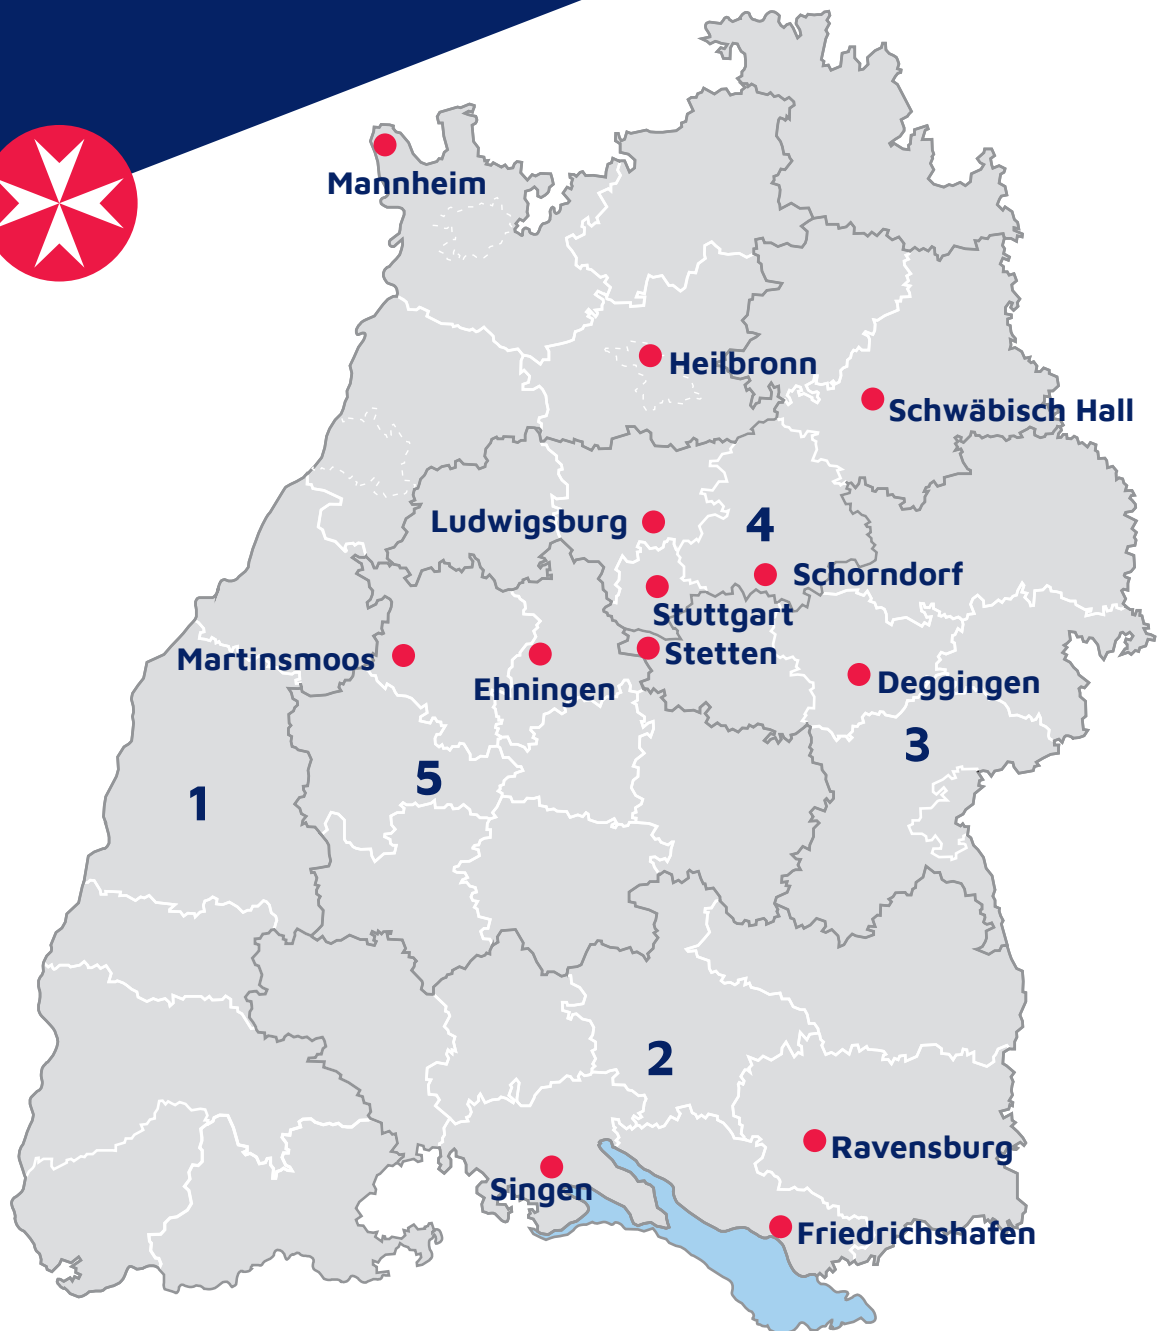 Mannheim
Heilbronn
Schwäbisch Hall
Ludwigsburg
4
Schorndorf
Stuttgart
Martinsmoos
Stetten
Ehningen
Deggingen
3
5
1
2
Ravensburg
Singen
Friedrichshafen